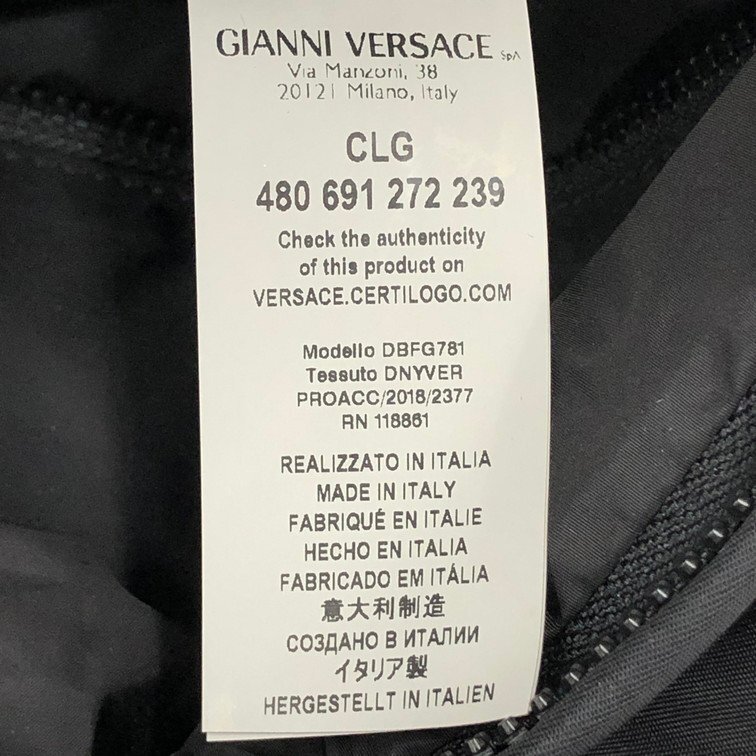 GIANNI VERSACE SpA
Via Manzoni, 38
20121 Milano, Italy
CLG
480 691 272 239
Check the authenticity
of this product on
VERSACE.CERTILOGO.COM
Modello DBFG781
Tessuto DNYVER
PROACC/2018/2377
RN 118861
REALIZZATO IN ITALIA
MADE IN ITALY
FABRIQUÉ EN ITALIE
HECHO EN ITALIA
FABRICADO EM ITÁLIA
意大利制造
СОЗДАНО В ИТАЛИИ
イタリア製
HERGESTELLT IN ITALIEN